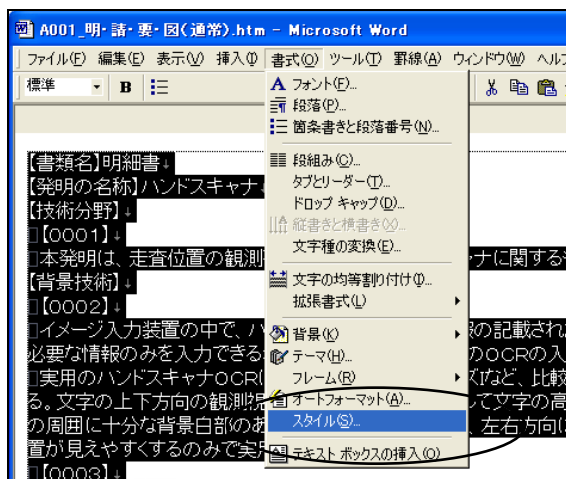 A001_明・請・要・図(通常).htm - Microsoft Word
ファイル(F) 編集(E) 表示(V) 挿入(I) 書式(O) ツール(T) 罫線(A) ウィンドウ(W) ヘル
標準 B
フォント(F)...
段落(P)...
箇条書きと段落番号(N)...
段組み(C)...
タブとリーダー(T)...
ドロップ キャップ(D)...
縦書きと横書き(X)...
文字種の変換(E)...
文字の均等割り付け(I)...
拡張書式(L)
背景(K)
テーマ(H)...
フレーム(R)
オートフォーマット(A)...
スタイル(S)...
テキスト ボックスの挿入(O)
【書類名】明細書↓
【発明の名称】ハンドスキャナ
【技術分野】↓
【0001】↓
本発明は、走査位置の観測 ナに関する
【背景技術】↓
【0002】↓
イメージ入力装置の中で、ハ 報の記載され
必要な情報のみを入力できる のOCRの入
実用のハンドスキャナOCR( など、比較
る。文字の上下方向の観測 て文字の高
の周囲に十分な背景白部のあ 、左右方向に
置が見えやすくするのみで実用
【0003】↓